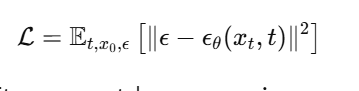 ℒ = 𝔼_{t,x_0,ϵ} [‖ϵ − ϵ_θ(x_t, t)‖²]